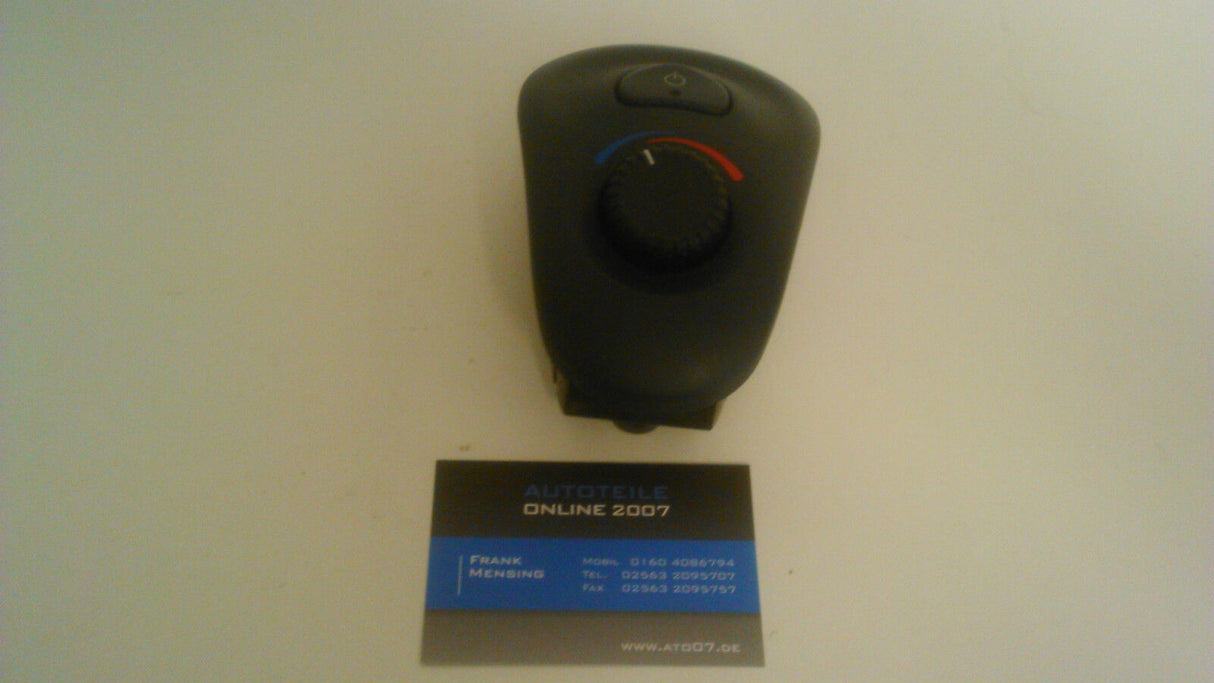 AUTOTEILE
ONLINE 2007
FRANK
MENSING
MOBIL 0160 4086794
TEL. 02563 2095707
FAX 02563 2095757
WWW.ATO07.DE